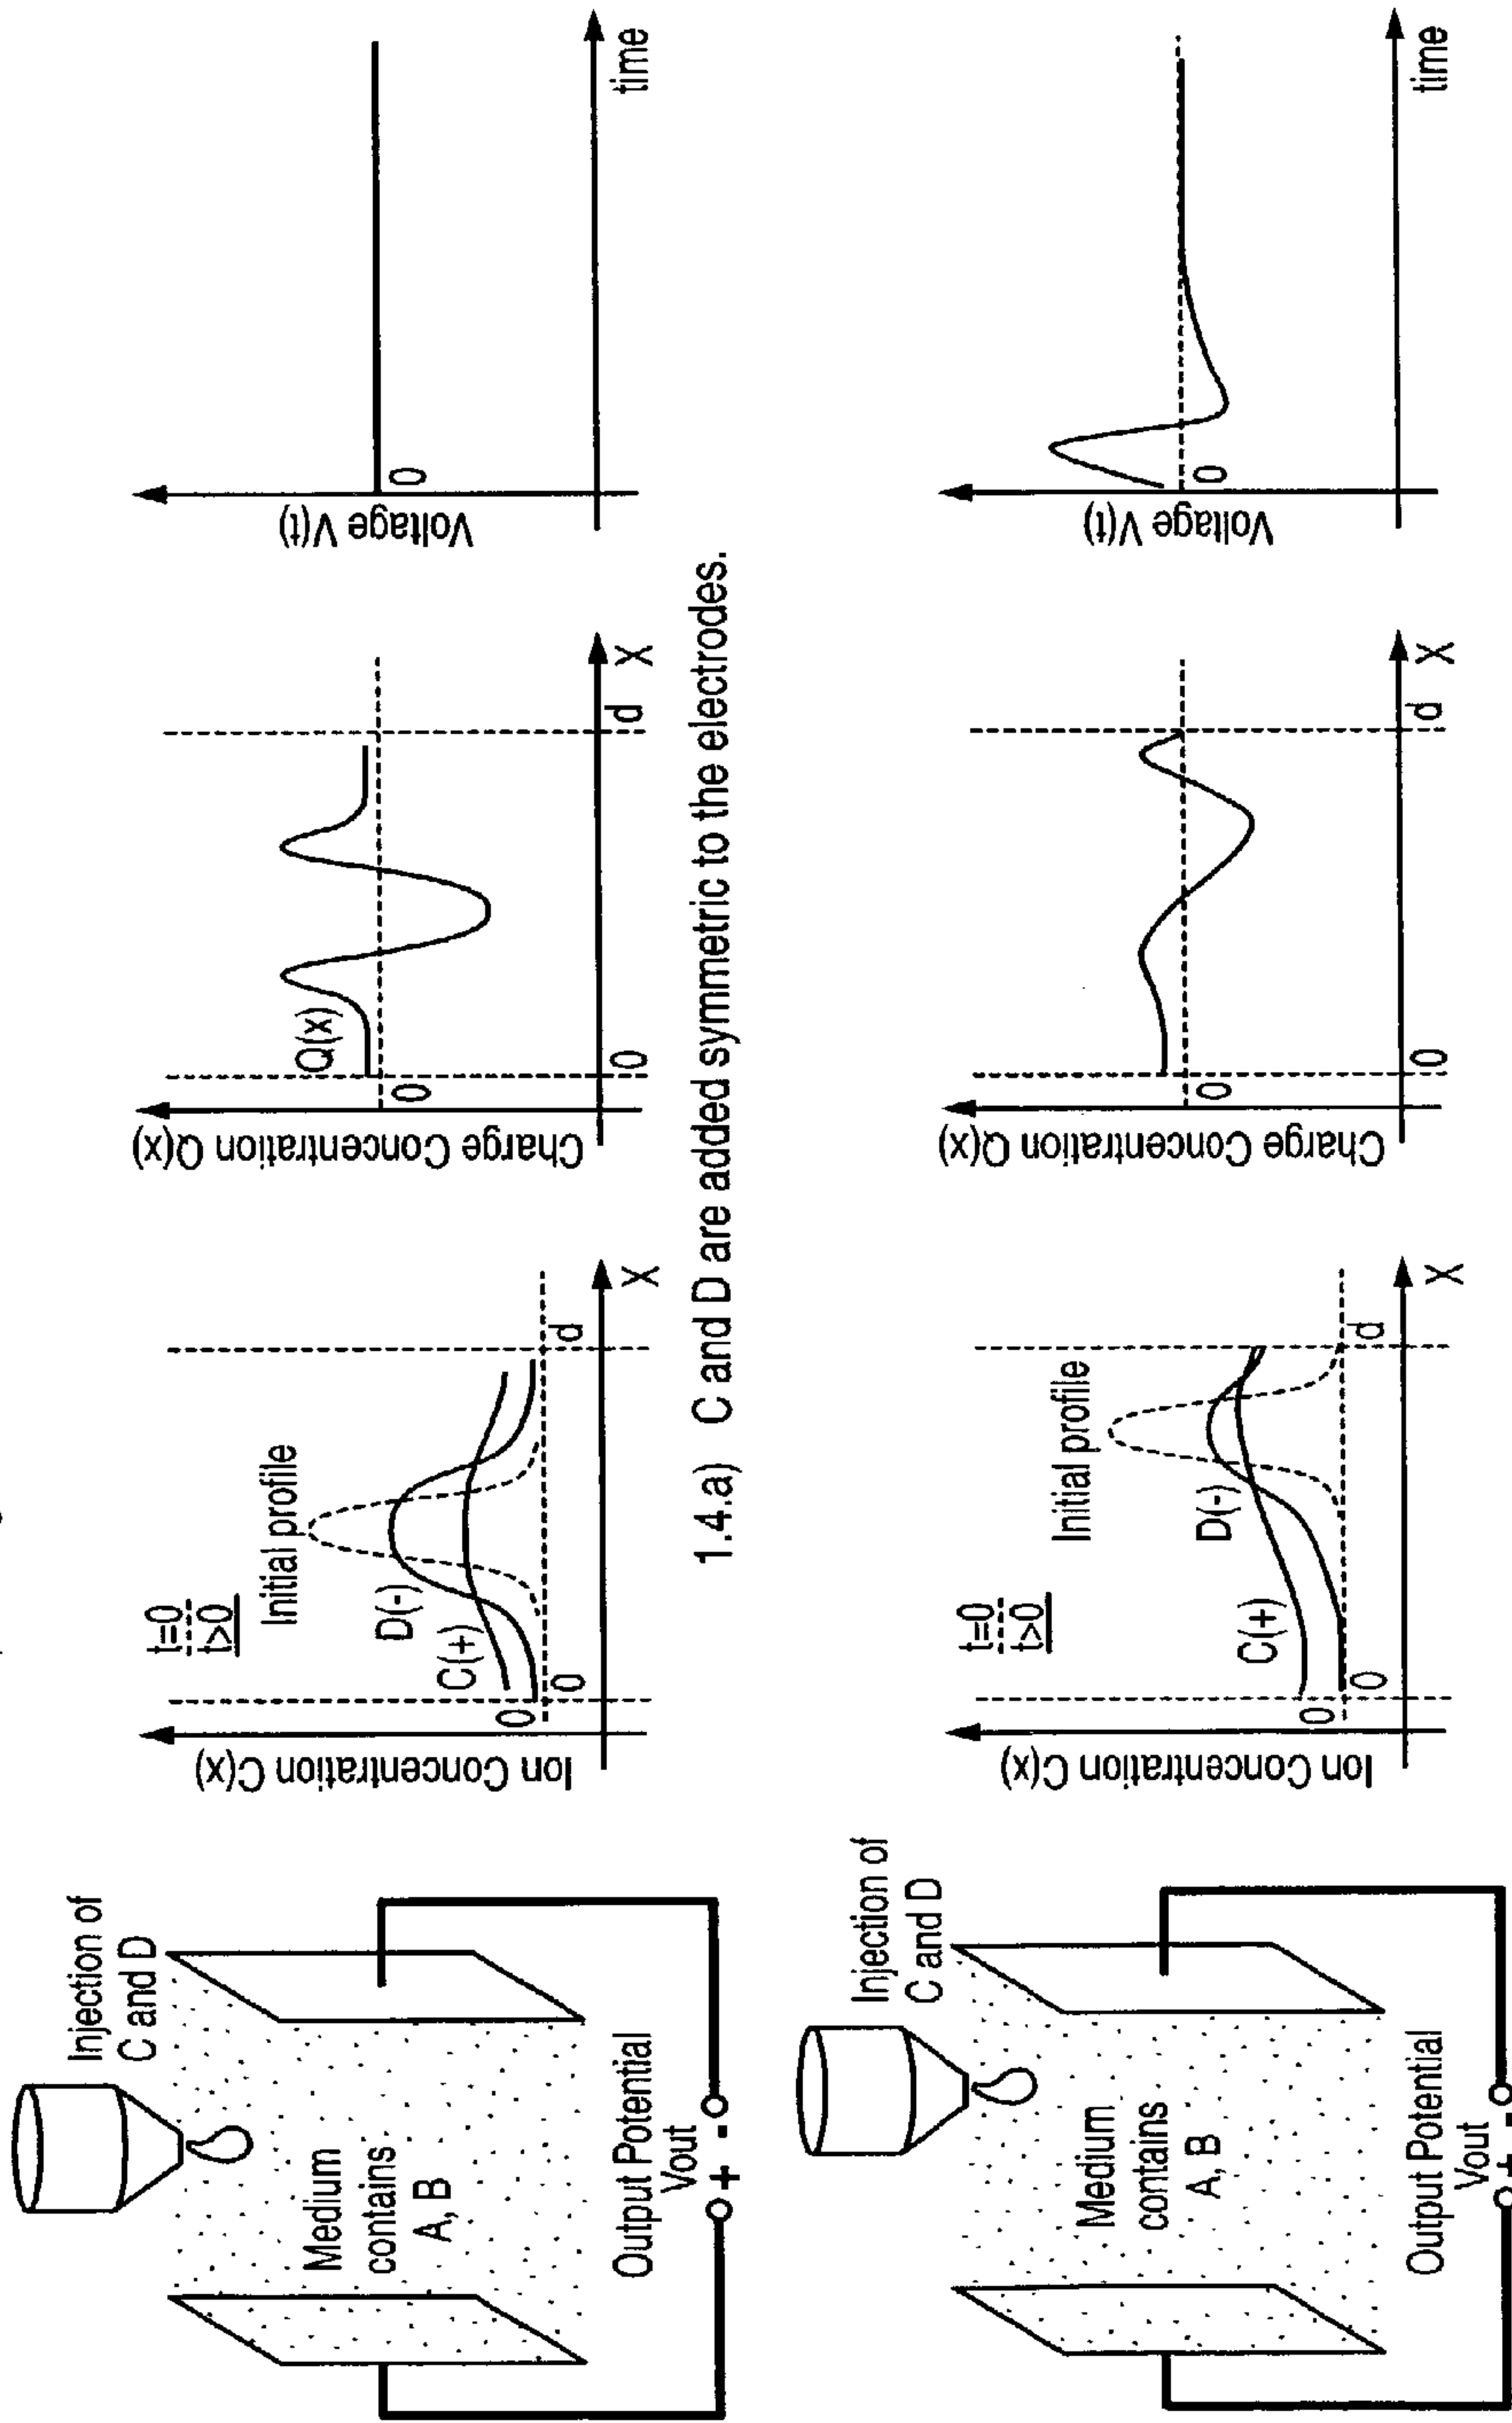 Injection of
C and D
Medium
contains
A, B
Output Potential
Vout
+ -
Ion Concentration C(x)
t=0
t>0
Initial profile
D(-)
C(+)
0
0
d
X
Charge Concentration Q(x)
Q(x)
0
0
d
X
Voltage V(t)
0
time
1.4.a) C and D are added symmetric to the electrodes.
Injection of
C and D
Medium
contains
A, B
Output Potential
Vout
+ -
Ion Concentration C(x)
t=0
t>0
Initial profile
D(-)
C(+)
0
0
d
X
Charge Concentration Q(x)
0
0
d
X
Voltage V(t)
0
time